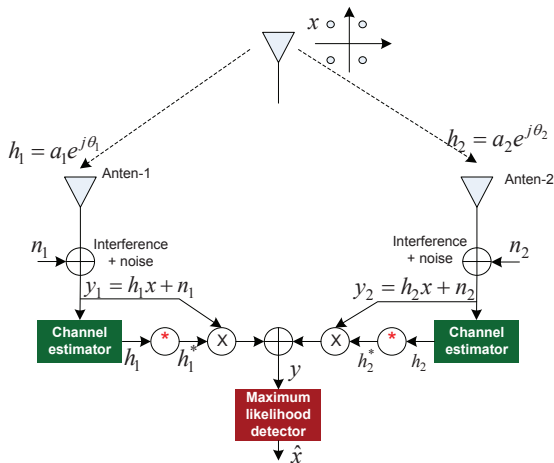 x
h₁ = a₁e^{jθ₁}
h₂ = a₂e^{jθ₂}
Anten-1
Anten-2
n₁
Interference
+ noise
Interference
+ noise
n₂
y₁ = h₁x + n₁
y₂ = h₂x + n₂
Channel
estimator
h₁
*
h₁*
X
X
h₂*
*
h₂
Channel
estimator
y
Maximum
likelihood
detector
x̂